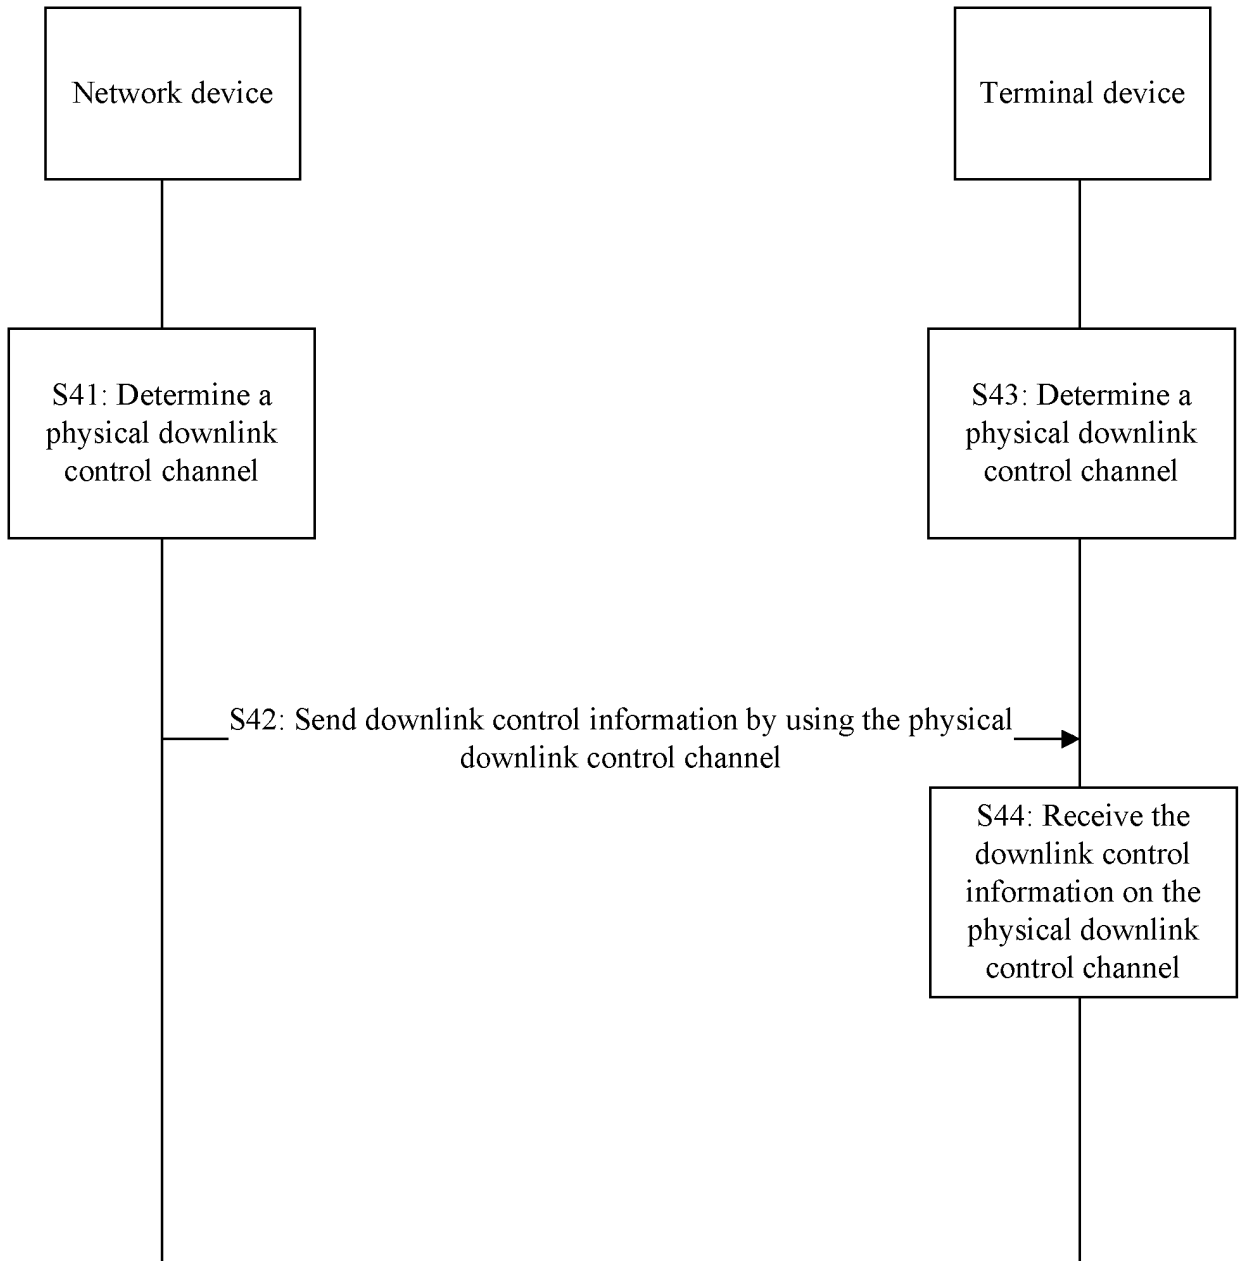 Network device
Terminal device
S41: Determine a
physical downlink
control channel
S43: Determine a
physical downlink
control channel
S42: Send downlink control information by using the physical
downlink control channel
S44: Receive the
downlink control
information on the
physical downlink
control channel